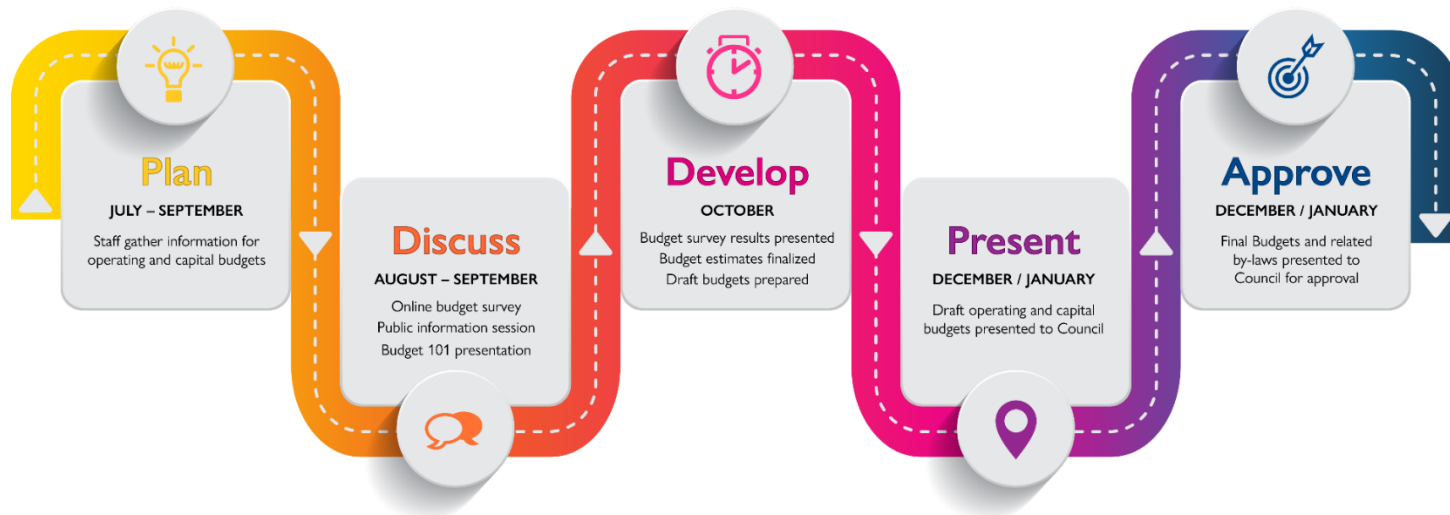 Plan
JULY – SEPTEMBER
Staff gather information for
operating and capital budgets
Discuss
AUGUST – SEPTEMBER
Online budget survey
Public information session
Budget 101 presentation
Develop
OCTOBER
Budget survey results presented
Budget estimates finalized
Draft budgets prepared
Present
DECEMBER / JANUARY
Draft operating and capital
budgets presented to Council
Approve
DECEMBER / JANUARY
Final Budgets and related
by-laws presented to
Council for approval